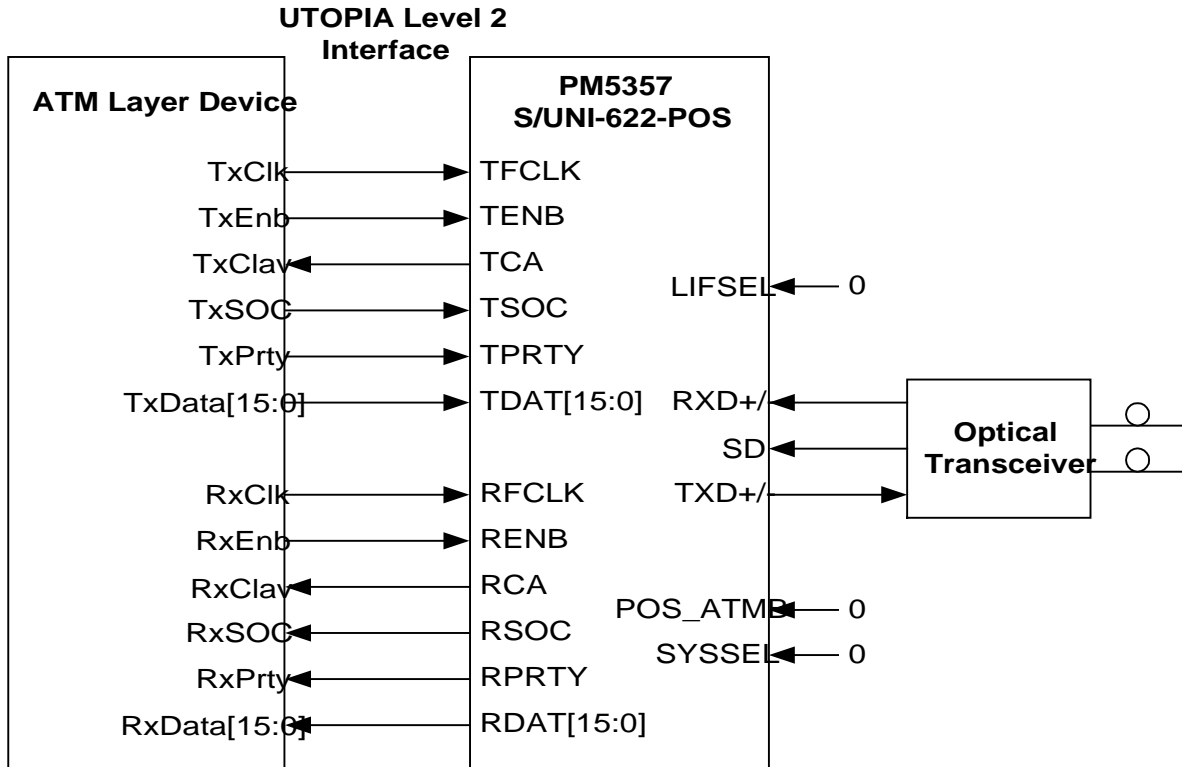 UTOPIA Level 2
Interface
ATM Layer Device
PM5357
S/UNI-622-POS
TxClk
TFCLK
TxEnb
TENB
TxClav
TCA
LIFSEL
0
TxSOC
TSOC
TxPrty
TPRTY
TxData[15:0]
TDAT[15:0]
RXD+/-
SD
Optical
Transceiver
RxClk
RFCLK
TXD+/-
RxEnb
RENB
RxClav
RCA
POS_ATMB
0
RxSOC
RSOC
SYSSEL
0
RxPrty
RPRTY
RxData[15:0]
RDAT[15:0]